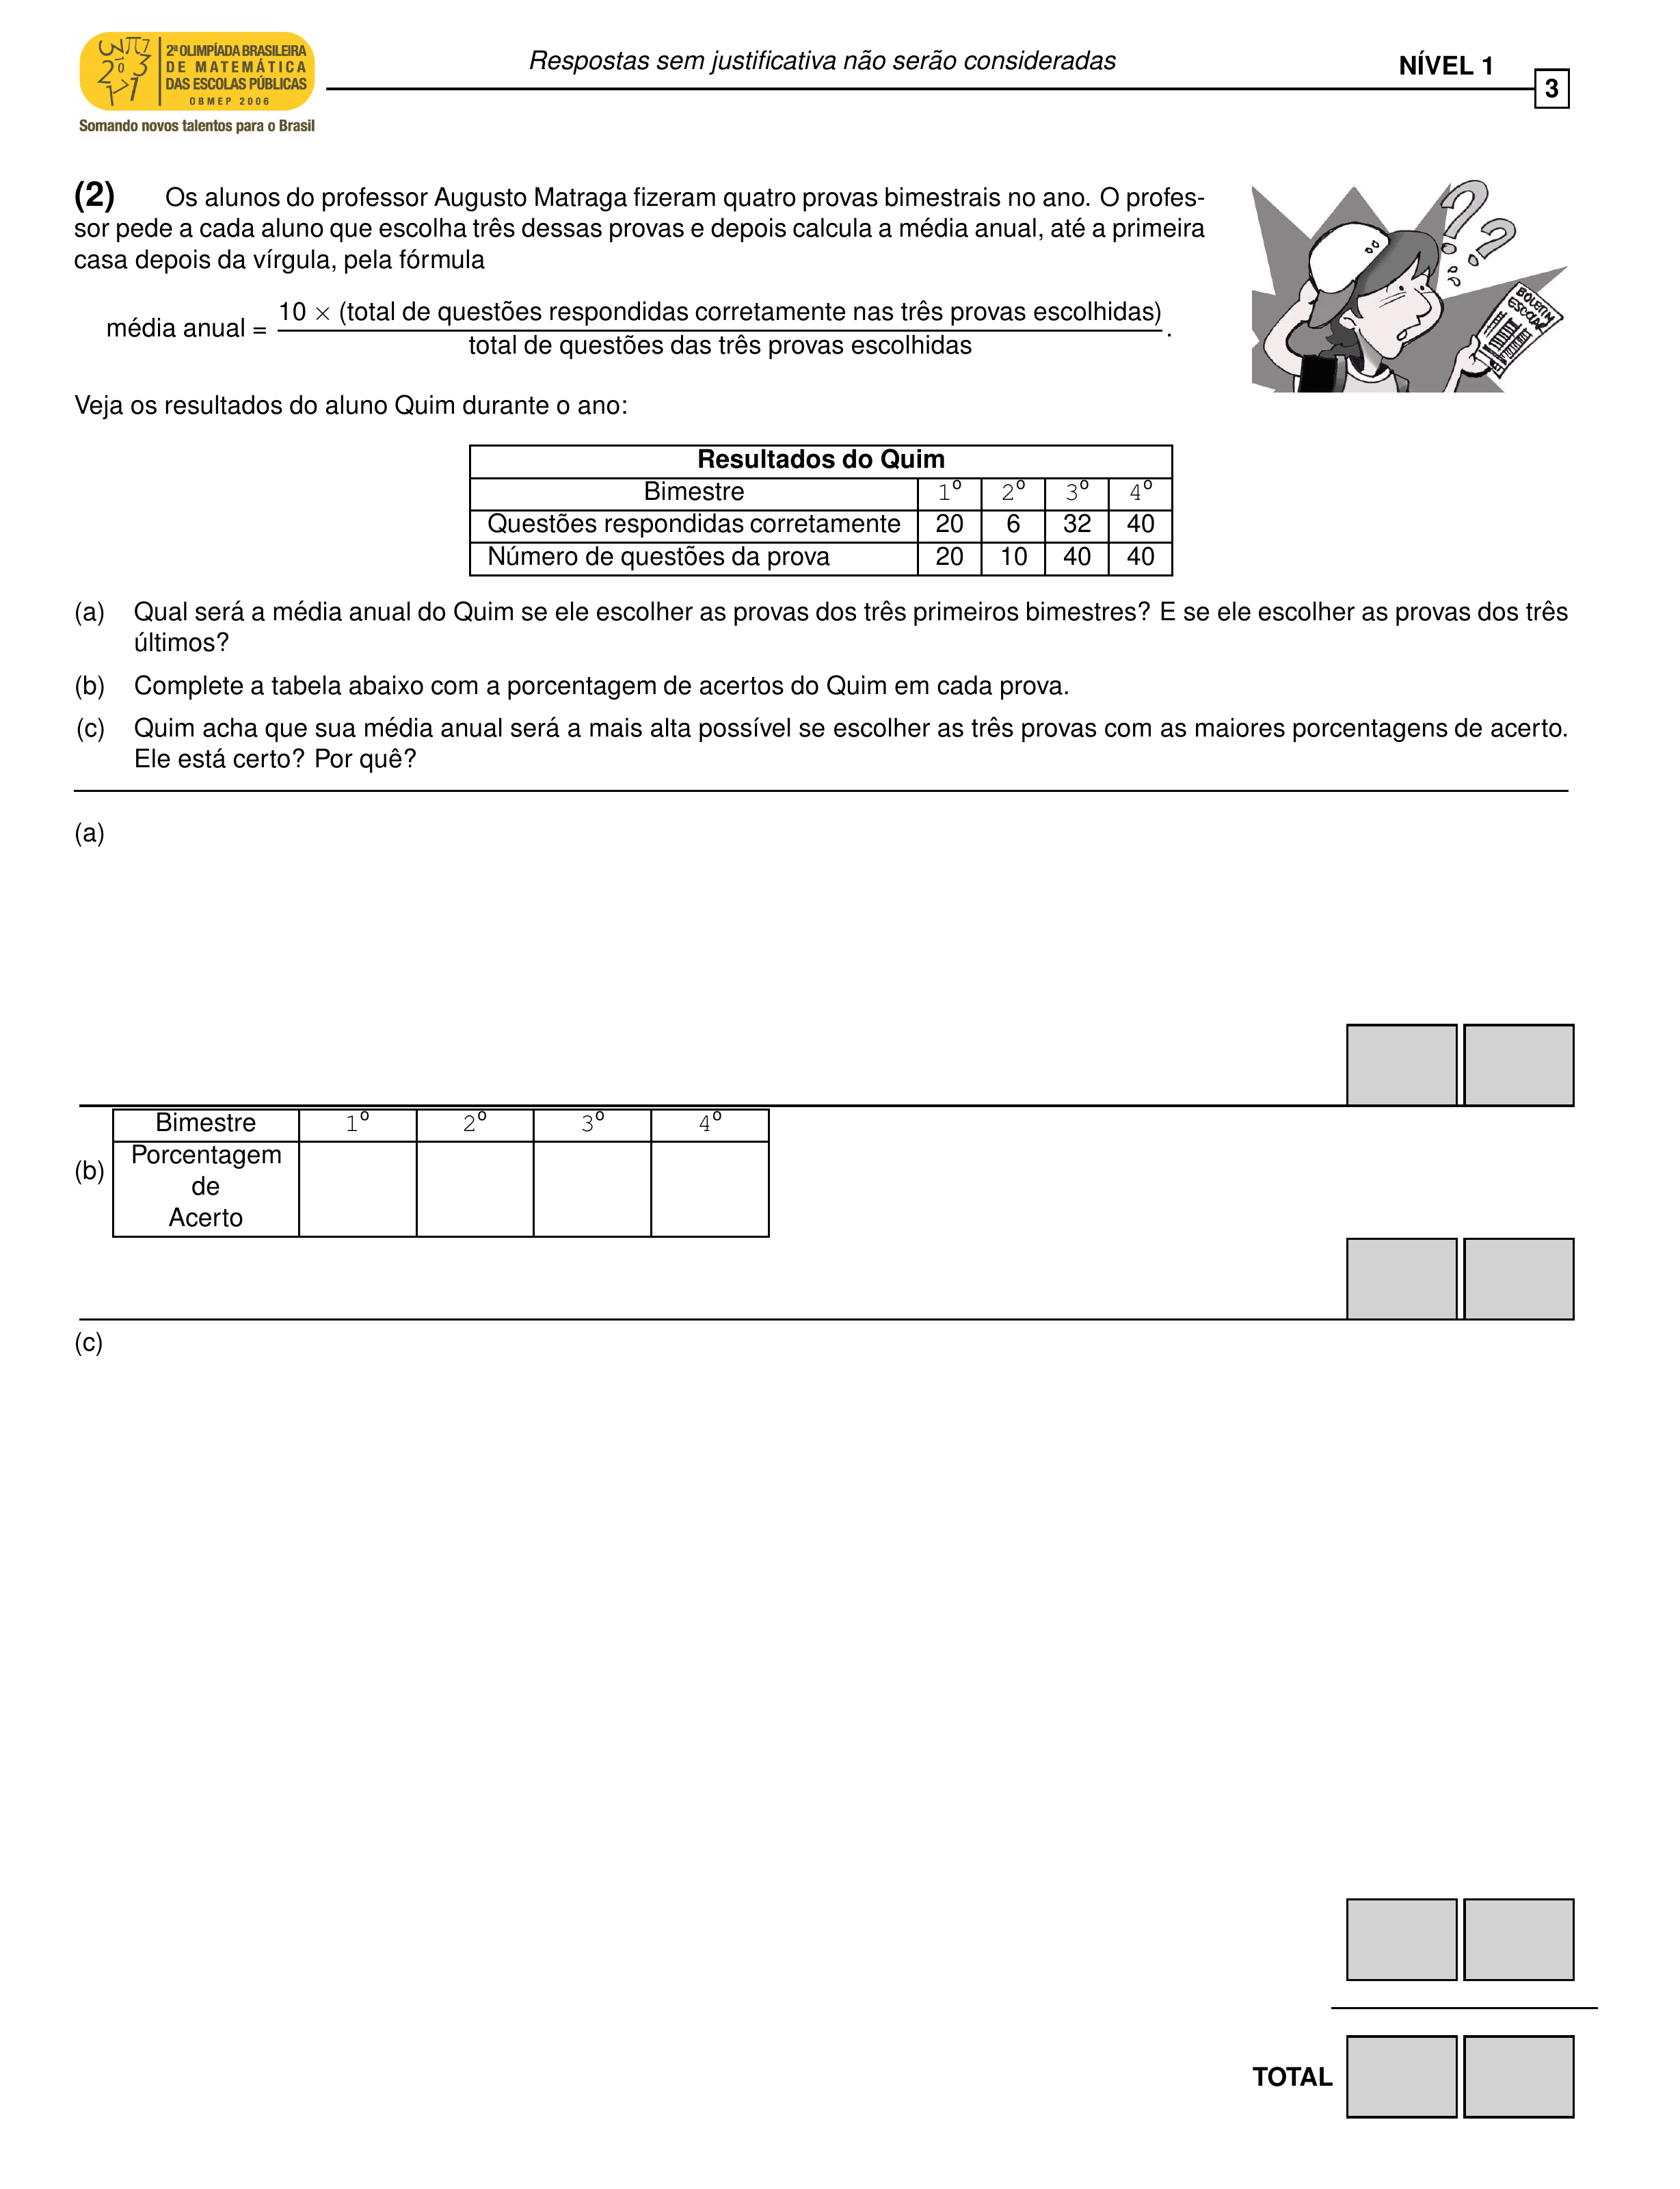 2ª OLIMPÍADA BRASILEIRA
DE MATEMÁTICA
DAS ESCOLAS PÚBLICAS
OBMEP 2006
Somando novos talentos para o Brasil
Respostas sem justificativa não serão consideradas
NÍVEL 1
3
(2) Os alunos do professor Augusto Matraga fizeram quatro provas bimestrais no ano. O profes-
sor pede a cada aluno que escolha três dessas provas e depois calcula a média anual, até a primeira
casa depois da vírgula, pela fórmula
média anual = 10 × (total de questões respondidas corretamente nas três provas escolhidas)
total de questões das três provas escolhidas .
BOLETIM
ESCOLAR
Veja os resultados do aluno Quim durante o ano:
Resultados do Quim
Bimestre 1º 2º 3º 4º
Questões respondidas corretamente 20 6 32 40
Número de questões da prova 20 10 40 40
(a) Qual será a média anual do Quim se ele escolher as provas dos três primeiros bimestres? E se ele escolher as provas dos três
últimos?
(b) Complete a tabela abaixo com a porcentagem de acertos do Quim em cada prova.
(c) Quim acha que sua média anual será a mais alta possível se escolher as três provas com as maiores porcentagens de acerto.
Ele está certo? Por quê?
(a)
(b)
Bimestre 1º 2º 3º 4º
Porcentagem
de
Acerto
(c)
TOTAL